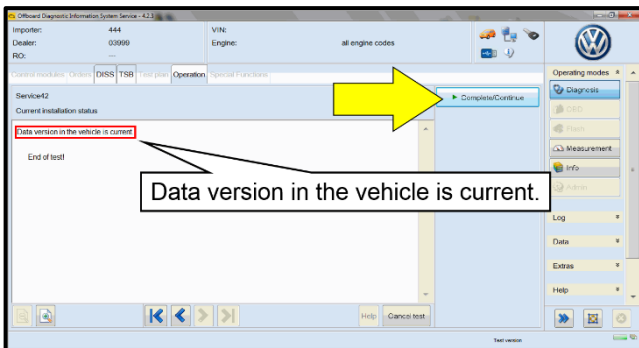 Offboard Diagnostic Information System Service - 4.2.3
Importer: 444 VIN:
Dealer: 03999 Engine: all engine codes
RO: ---
Control modules Orders DISS TSB Test plan Operation Special Functions
Operating modes
Service42
Complete/Continue
Diagnosis
Current installation status
OBD
Data version in the vehicle is current.
Flash
End of test!
Measurement
Info
Data version in the vehicle is current.
Admin
Log
Data
Extras
Help
Help Cancel test
Test version